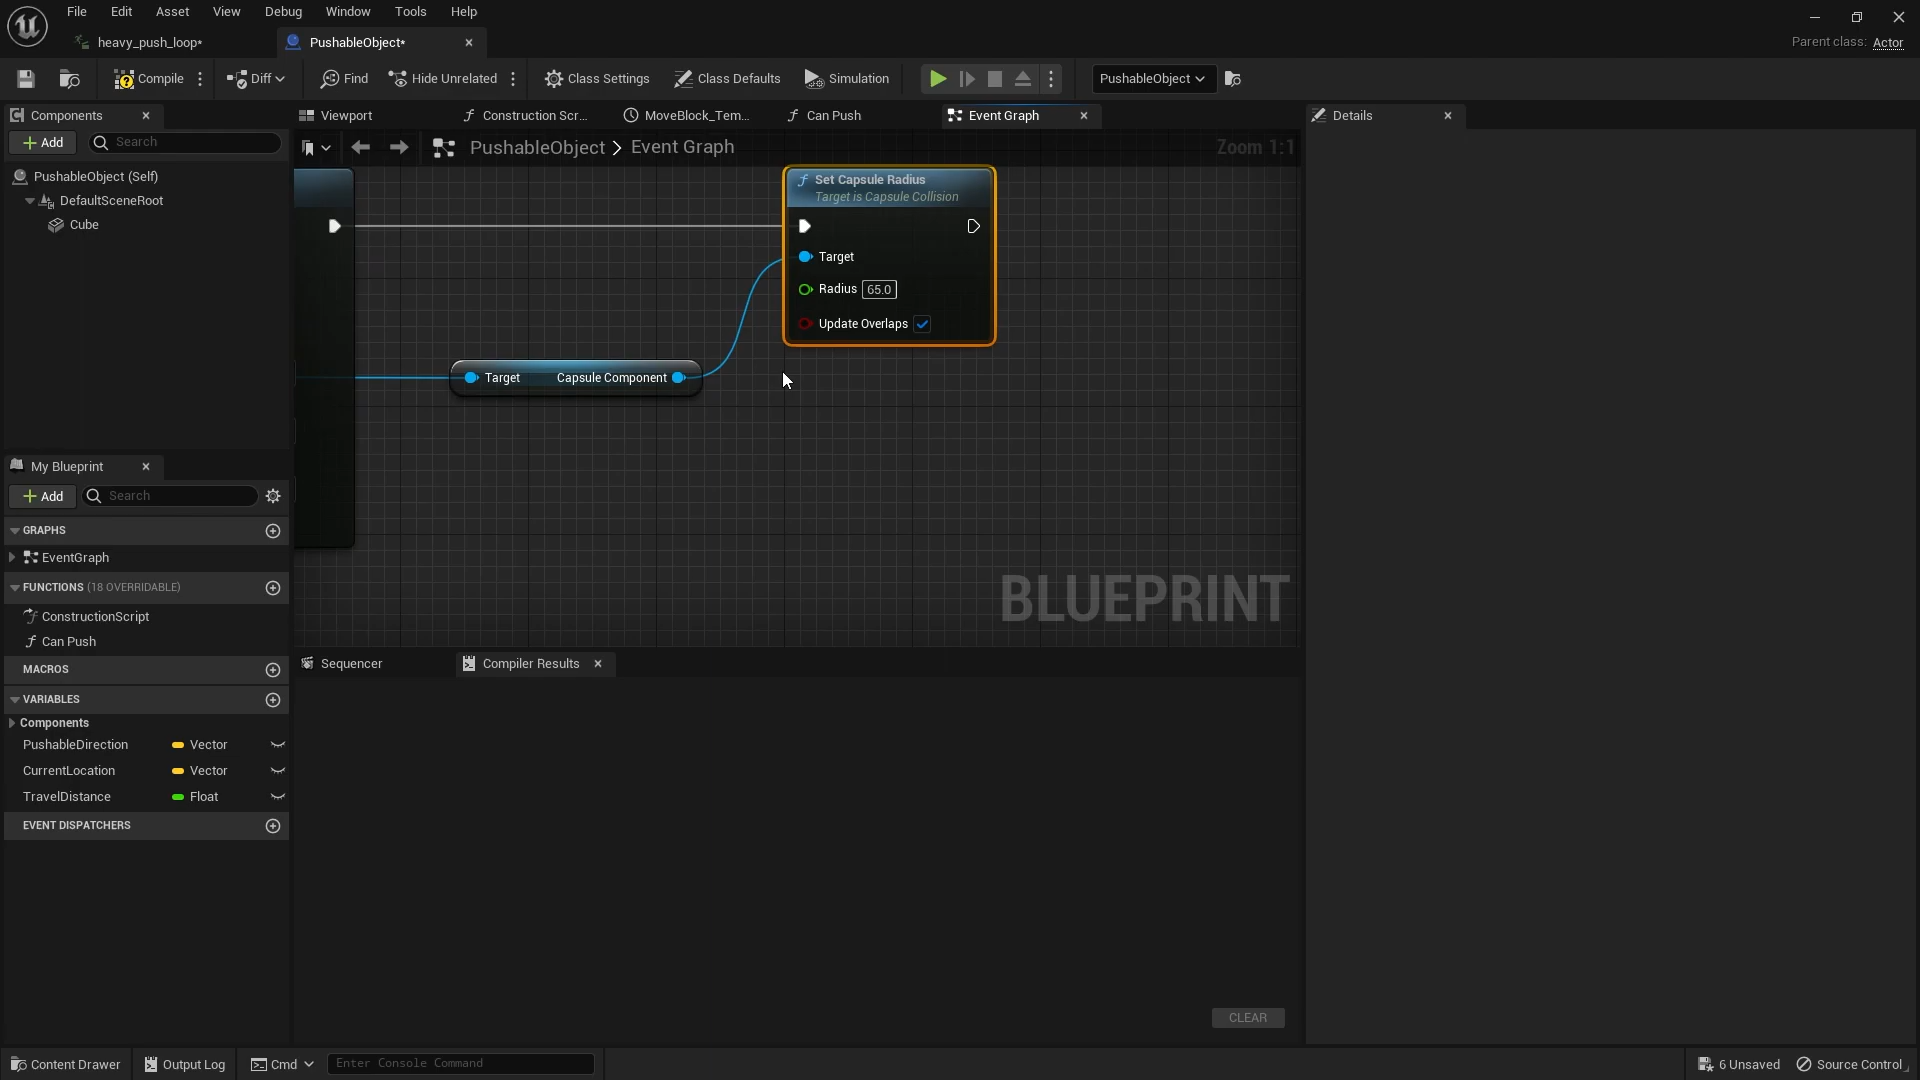 File Edit Asset View Debug Window Tools Help
heavy_push_loop*
PushableObject*
Parent class: Actor
Compile
Diff
Find
Hide Unrelated
Class Settings
Class Defaults
Simulation
PushableObject
Components
Viewport
Construction Scr...
MoveBlock_Tem...
Can Push
Event Graph
Details
Add
Search
PushableObject > Event Graph
Zoom 1:1
PushableObject (Self)
DefaultSceneRoot
Cube
Set Capsule Radius
Target is Capsule Collision
Target
Radius 65.0
Update Overlaps
Target Capsule Component
BLUEPRINT
My Blueprint
Add
Search
GRAPHS
EventGraph
FUNCTIONS (18 OVERRIDABLE)
ConstructionScript
Can Push
MACROS
VARIABLES
Components
PushableDirection Vector
CurrentLocation Vector
TravelDistance Float
EVENT DISPATCHERS
Sequencer
Compiler Results
CLEAR
Content Drawer
Output Log
Cmd
Enter Console Command
6 Unsaved
Source Control